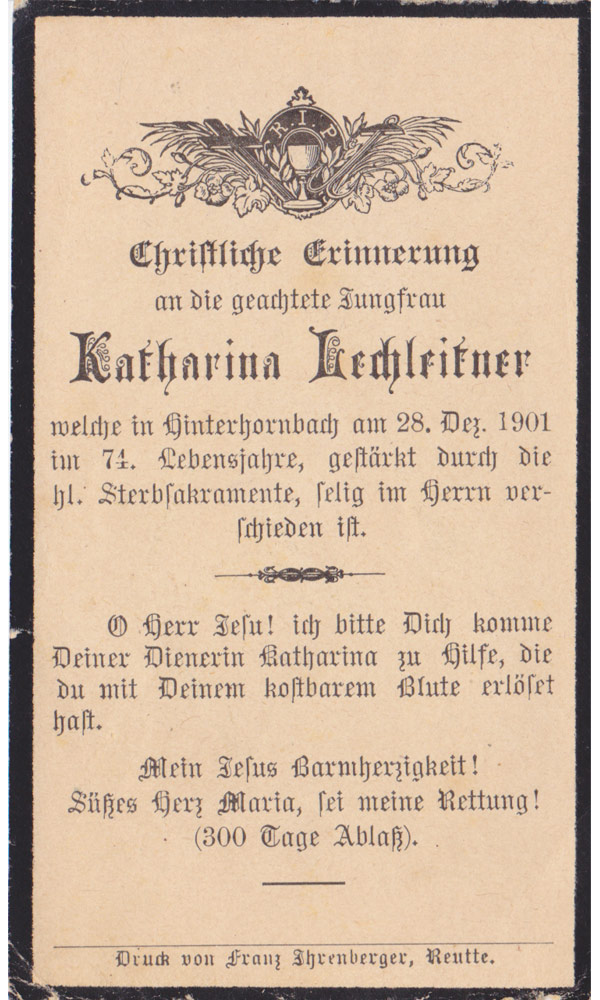 R.I.P
Christliche Erinnerung
an die geachtete Jungfrau
Katharina Lechleitner
welche in Hinterhornbach am 28. Dez. 1901
im 74. Lebensjahre, gestärkt durch die
hl. Sterbsakramente, selig im Herrn ver-
schieden ist.
O Herr Jesu! ich bitte Dich komme
Deiner Dienerin Katharina zu Hilfe, die
du mit Deinem kostbarem Blute erlöset
hast.
Mein Jesus Barmherzigkeit!
Süßes Herz Maria, sei meine Rettung!
(300 Tage Ablaß).
Druck von Franz Ihrenberger, Reutte.